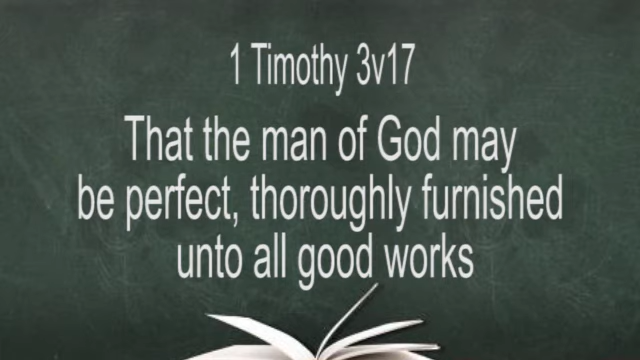 1 Timothy 3v17
That the man of God may
be perfect, thoroughly furnished
unto all good works